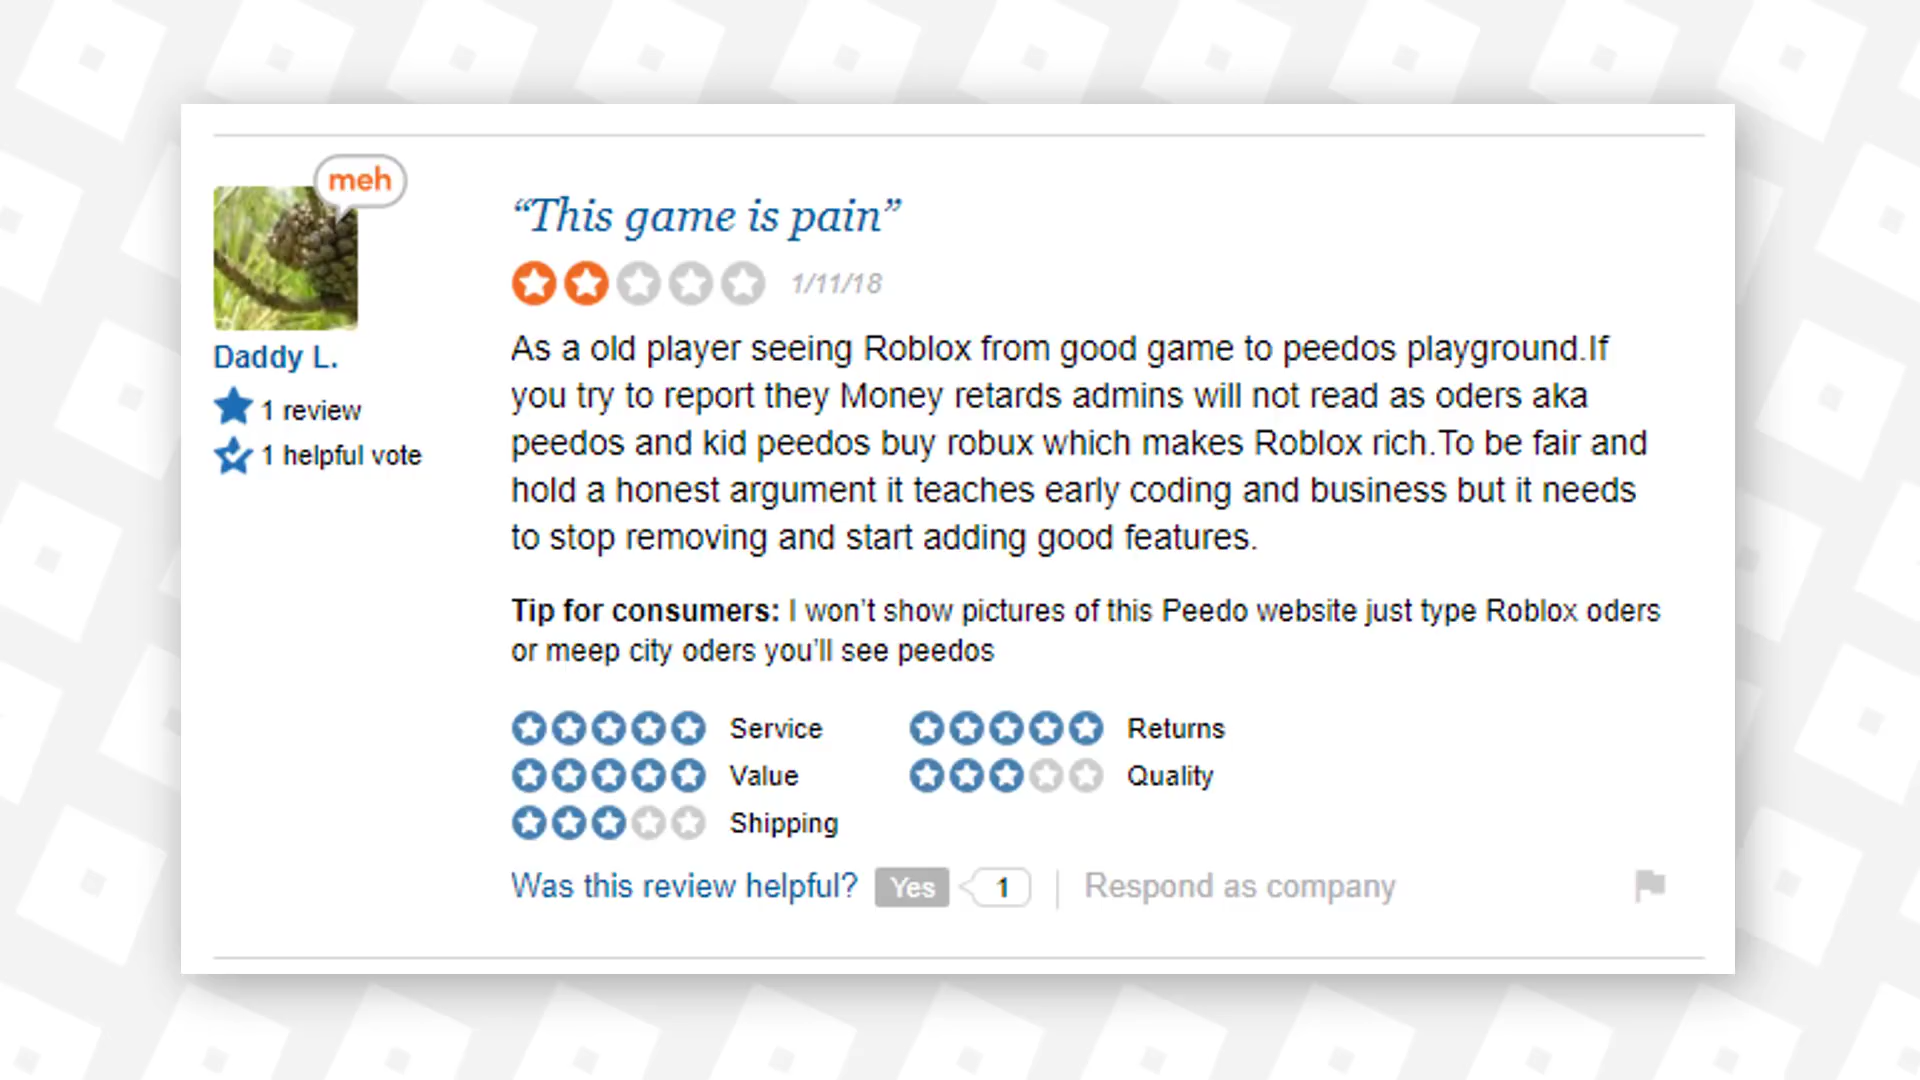 meh
“This game is pain”
1/11/18
Daddy L.
1 review
1 helpful vote
As a old player seeing Roblox from good game to peedos playground.If
you try to report they Money retards admins will not read as oders aka
peedos and kid peedos buy robux which makes Roblox rich.To be fair and
hold a honest argument it teaches early coding and business but it needs
to stop removing and start adding good features.
Tip for consumers: I won't show pictures of this Peedo website just type Roblox oders
or meep city oders you'll see peedos
Service
Returns
Value
Quality
Shipping
Was this review helpful? Yes 1 Respond as company